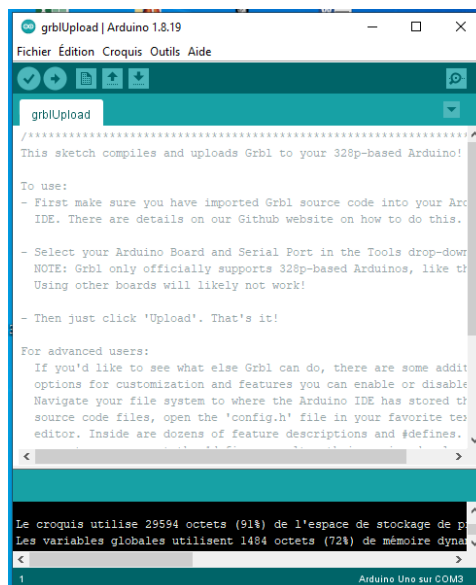 grblUpload | Arduino 1.8.19
Fichier Édition Croquis Outils Aide
grblUpload
/*********************************************************************
This sketch compiles and uploads Grbl to your 328p-based Arduino!
To use:
- First make sure you have imported Grbl source code into your Ard
IDE. There are details on our Github website on how to do this.
- Select your Arduino Board and Serial Port in the Tools drop-down
NOTE: Grbl only officially supports 328p-based Arduinos, like th
Using other boards will likely not work!
- Then just click 'Upload'. That's it!
For advanced users:
If you'd like to see what else Grbl can do, there are some addit
options for customization and features you can enable or disable
Navigate your file system to where the Arduino IDE has stored th
source code files, open the 'config.h' file in your favorite tex
editor. Inside are dozens of feature descriptions and #defines.
Le croquis utilise 29594 octets (91%) de l'espace de stockage de p
Les variables globales utilisent 1484 octets (72%) de mémoire dyna
1
Arduino Uno sur COM3